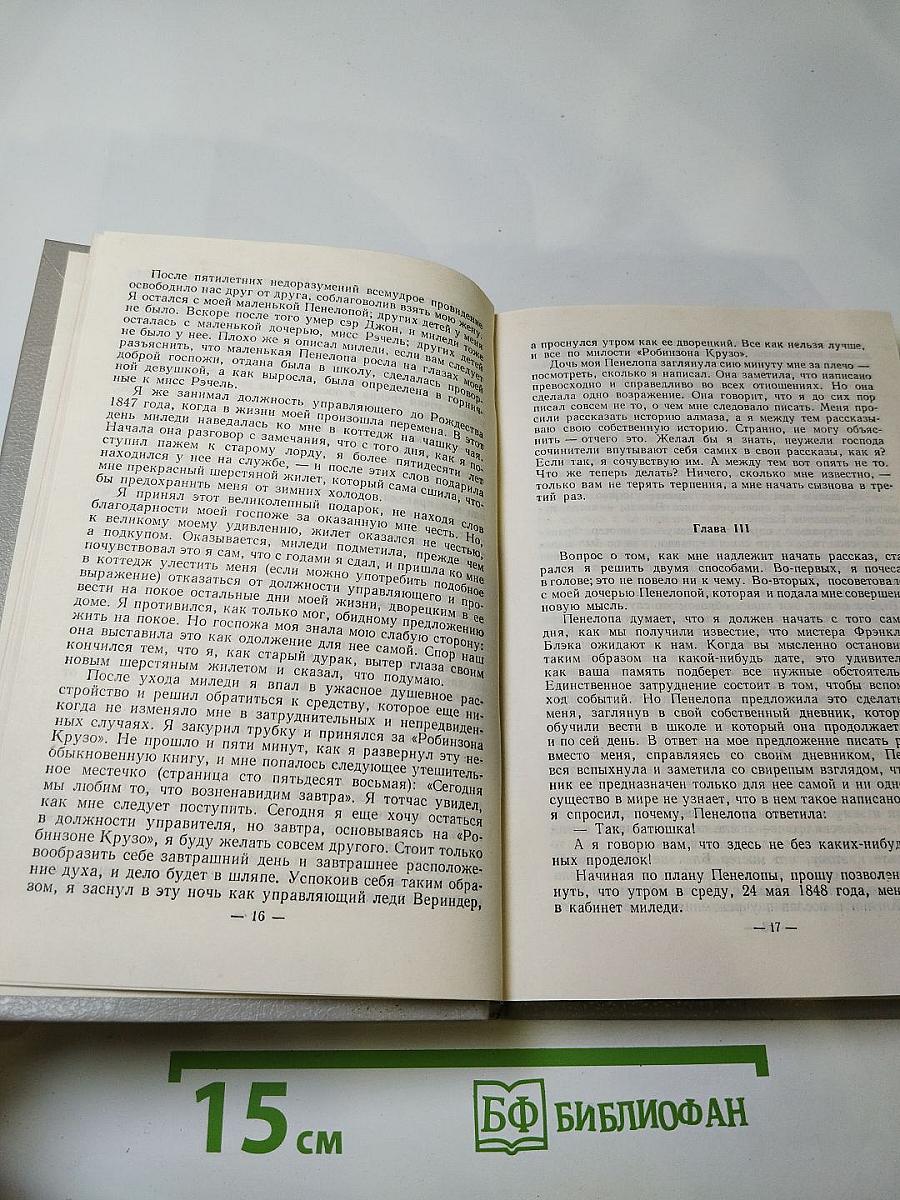 После пятилетних недоразумений всемудрое провидение
освободило нас друг от друга, соблаговолив взять мою жену.
Я остался с моей маленькой Пенелопой; других детей у меня
не было. Вскоре после того умер сэр Джон, и миледи тоже
осталась с маленькой дочерью, мисс Рэчель; других детей
не было у нее. Плохо же я описал миледи, если вам следует
разъяснить, что маленькая Пенелопа росла на глазах моей
доброй госпожи, отдана была в школу, сделалась провор-
ной девушкой, а как выросла, была определена в горнич-
ные к мисс Рэчель.
Я же занимал должность управляющего до Рождества
1847 года, когда в жизни моей произошла перемена. В этот
день миледи наведалась ко мне в коттедж на чашку чая.
Начала она разговор с замечания, что с того дня, как я по-
ступил пажем к старому лорду, я более пятидесяти лет
находился у нее на службе, — и после этих слов подарила
мне прекрасный шерстяной жилет, который сама сшила, что-
бы предохранить меня от зимних холодов.
Я принял этот великолепный подарок, не находя слов
благодарности моей госпоже за оказанную мне честь. Но,
к великому моему удивлению, жилет оказался не честью,
а подкупом. Оказывается, миледи подметила, прежде чем
почувствовал это я сам, что с годами я сдал, и пришла ко мне
в коттедж улестить меня (если можно употребить подобное
выражение) отказаться от должности управляющего и про-
вести на покое остальные дни моей жизни, дворецким в ее
доме. Я противился, как только мог, обидному предложению
жить на покое. Но госпожа моя знала мою слабую сторону:
она выставила это как одолжение для нее самой. Спор наш
кончился тем, что я, как старый дурак, вытер глаза своим
новым шерстяным жилетом и сказал, что подумаю.
После ухода миледи я впал в ужасное душевное рас-
стройство и решил обратиться к средству, которое еще ни-
когда не изменяло мне в затруднительных и непредвиден-
ных случаях. Я закурил трубку и принялся за «Робинзона
Крузо». Не прошло и пяти минут, как я развернул эту не-
обыкновенную книгу, и мне попалось следующее утешитель-
ное местечко (страница сто пятьдесят восьмая): «Сегодня
мы любим то, что возненавидим завтра». Я тотчас увидел,
как мне следует поступить. Сегодня я еще хочу остаться
в должности управителя, но завтра, основываясь на «Ро-
бинзоне Крузо», я буду желать совсем другого. Стоит только
вообразить себе завтрашний день и завтрашнее расположе-
ние духа, и дело будет в шляпе. Успокоив себя таким обра-
зом, я заснул в эту ночь как управляющий леди Вериндер,
— 16 —
а проснулся утром как ее дворецкий. Все как нельзя лучше,
и все по милости «Робинзона Крузо».
Дочь моя Пенелопа заглянула сию минуту мне за плечо —
посмотреть, сколько я написал. Она заметила, что написано
превосходно и справедливо во всех отношениях. Но она
сделала одно возражение. Она говорит, что я до сих пор
писал совсем не то, о чем мне следовало писать. Меня про-
сили рассказать историю алмаза, а я между тем рассказы-
ваю свою собственную историю. Странно, не могу объяс-
нить — отчего это. Желал бы я знать, неужели господа
сочинители впутывают себя самих в свои рассказы, как я?
Если так, я сочувствую им. А между тем вот опять не то.
Что же теперь делать? Ничего, сколько мне известно, —
только вам не терять терпения, а мне начать сызнова в тре-
тий раз.
Глава III
Вопрос о том, как мне надлежит начать рассказ, ста
рался я решить двумя способами. Во-первых, я почеса
в голове; это не повело ни к чему. Во-вторых, посоветовал
с моей дочерью Пенелопой, которая и подала мне совершен
новую мысль.
Пенелопа думает, что я должен начать с того сам
дня, как мы получили известие, что мистера Фрэнкл
Блэка ожидают к нам. Когда вы мысленно останови
таким образом на какой-нибудь дате, это удивител
как ваша память подберет все нужные обстоятель
Единственное затруднение состоит в том, чтобы вспом
ход событий. Но Пенелопа предложила это сделат
меня, заглянув в свой собственный дневник, котор
обучили вести в школе и который она продолжает
и по сей день. В ответ на мое предложение писать р
вместо меня, справляясь со своим дневником, Пе
вся вспыхнула и заметила со свирепым взглядом, чт
ник ее предназначен только для нее самой и ни одно
существо в мире не узнает, что в нем такое написано
я спросил, почему, Пенелопа ответила:
— Так, батюшка!
А я говорю вам, что здесь не без каких-нибуд
ных проделок!
Начиная по плану Пенелопы, прошу позволен
нуть, что утром в среду, 24 мая 1848 года, мен
в кабинет миледи.
— 17 —
15 см
БФ БИБЛИОФАН